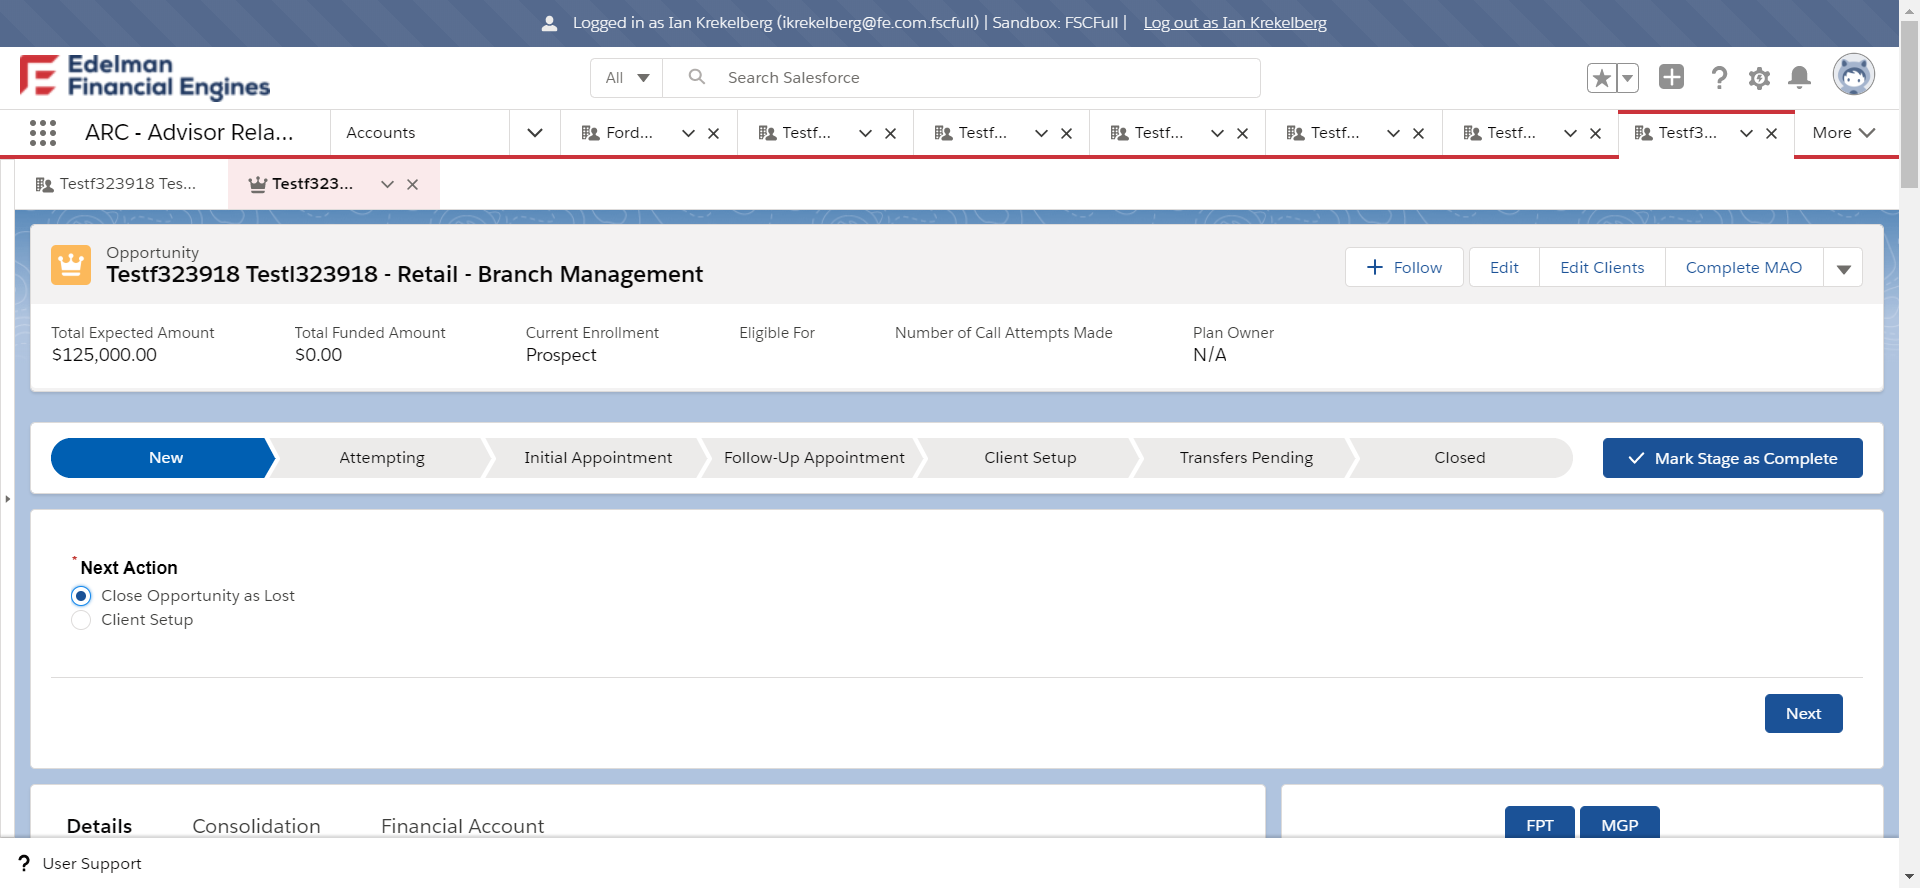 Logged in as Ian Krekelberg (ikrekelberg@fe.com.fscfull) | Sandbox: FSCFull | Log out as Ian Krekelberg
Edelman
Financial Engines
All
Search Salesforce
ARC - Advisor Rela...
Accounts
Ford...
Testf...
Testf...
Testf...
Testf...
Testf...
Testf3...
More
Testf323918 Tes...
Testf323...
Opportunity
Testf323918 Testl323918 - Retail - Branch Management
Follow
Edit
Edit Clients
Complete MAO
Total Expected Amount
$125,000.00
Total Funded Amount
$0.00
Current Enrollment
Prospect
Eligible For
Number of Call Attempts Made
Plan Owner
N/A
New
Attempting
Initial Appointment
Follow-Up Appointment
Client Setup
Transfers Pending
Closed
Mark Stage as Complete
* Next Action
Close Opportunity as Lost
Client Setup
Next
Details
Consolidation
Financial Account
FPT
MGP
? User Support